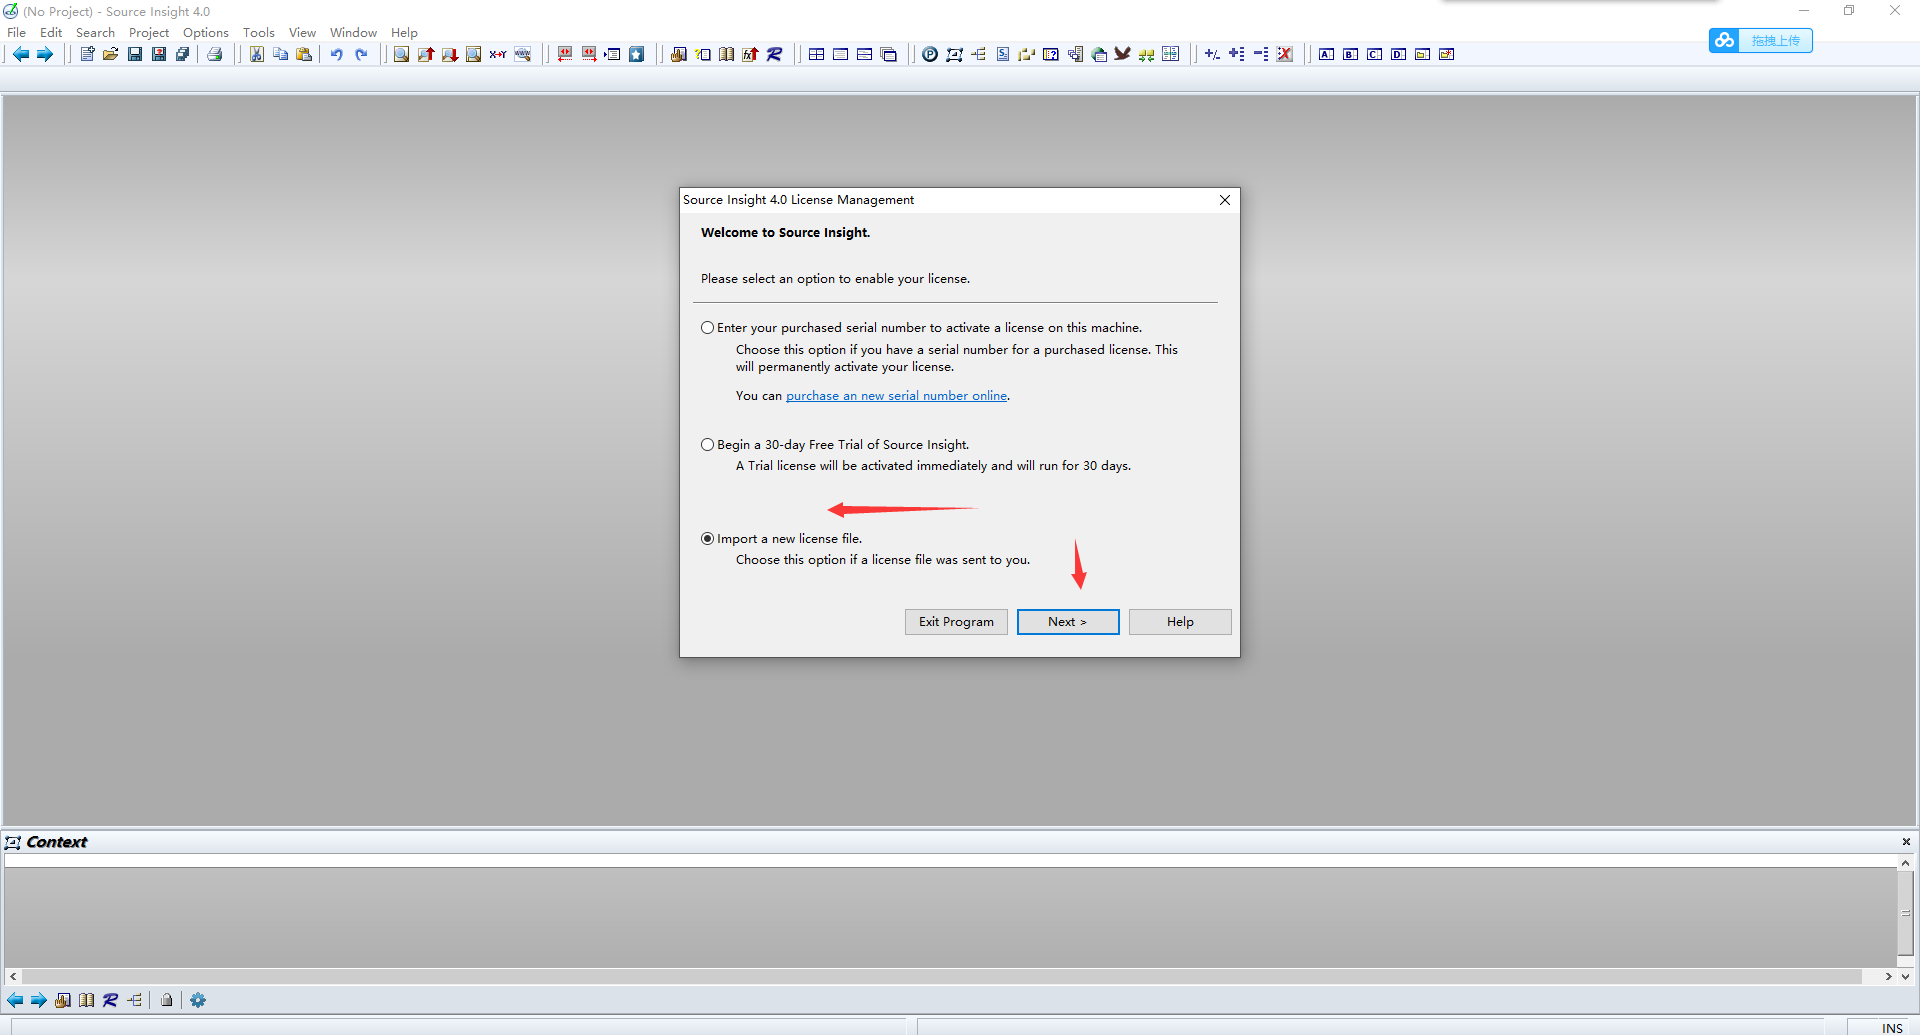 (No Project) - Source Insight 4.0
File Edit Search Project Options Tools View Window Help
拖拽上传
Source Insight 4.0 License Management
Welcome to Source Insight.
Please select an option to enable your license.
Enter your purchased serial number to activate a license on this machine.
Choose this option if you have a serial number for a purchased license. This
will permanently activate your license.
You can purchase an new serial number online.
Begin a 30-day Free Trial of Source Insight.
A Trial license will be activated immediately and will run for 30 days.
Import a new license file.
Choose this option if a license file was sent to you.
Exit Program Next > Help
Context
INS